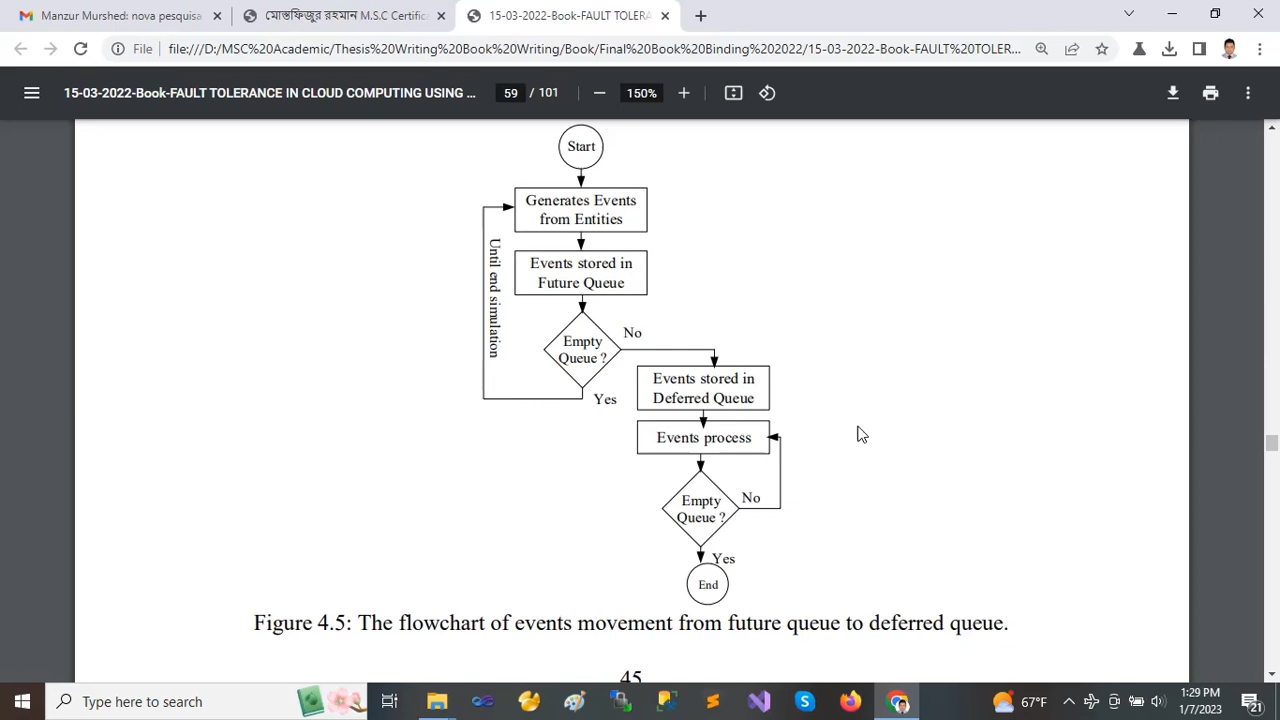 Manzur Murshed: nova pesquisa
মোস্তফিজুর রহমান M.S.C Certific
15-03-2022-Book-FAULT TOLERA
File
file:///D:/MSC%20Academic/Thesis%20Writing%20Book%20Writing/Book/Final%20Book%20Binding%202022/15-03-2022-Book-FAULT%20TOLER...
15-03-2022-Book-FAULT TOLERANCE IN CLOUD COMPUTING USING ...
59 / 101
150%
Start
Generates Events
from Entities
Until end simulation
Events stored in
Future Queue
Empty
Queue ?
No
Yes
Events stored in
Deferred Queue
Events process
Empty
Queue ?
No
Yes
End
Figure 4.5: The flowchart of events movement from future queue to deferred queue.
45
Type here to search
67°F
1:29 PM
1/7/2023
21